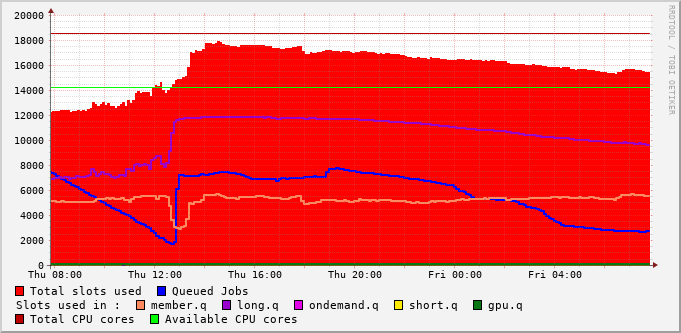 20000
18000
16000
14000
12000
10000
8000
6000
4000
2000
0
Thu 08:00 Thu 12:00 Thu 16:00 Thu 20:00 Fri 00:00 Fri 04:00
Total slots used Queued Jobs
Slots used in : member.q long.q ondemand.q short.q gpu.q
Total CPU cores Available CPU cores
RRDTOOL / TOBI OETIKER